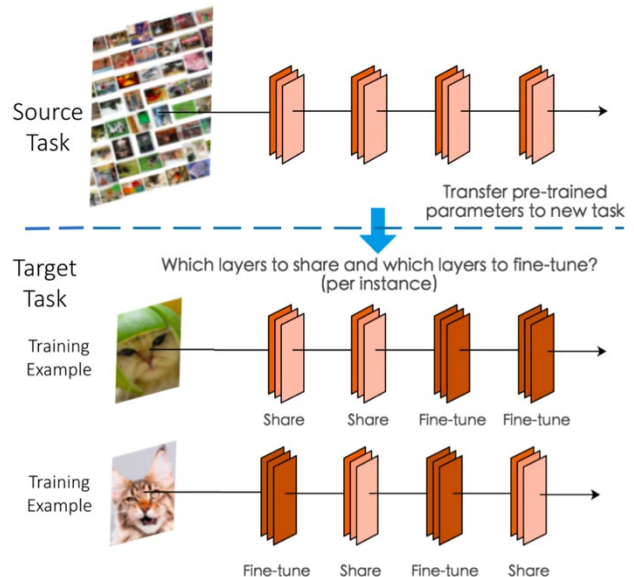 Source
Task
Transfer pre-trained
parameters to new task
Target
Task
Which layers to share and which layers to fine-tune?
(per instance)
Training
Example
Share Share Fine-tune Fine-tune
Training
Example
Fine-tune Share Fine-tune Share